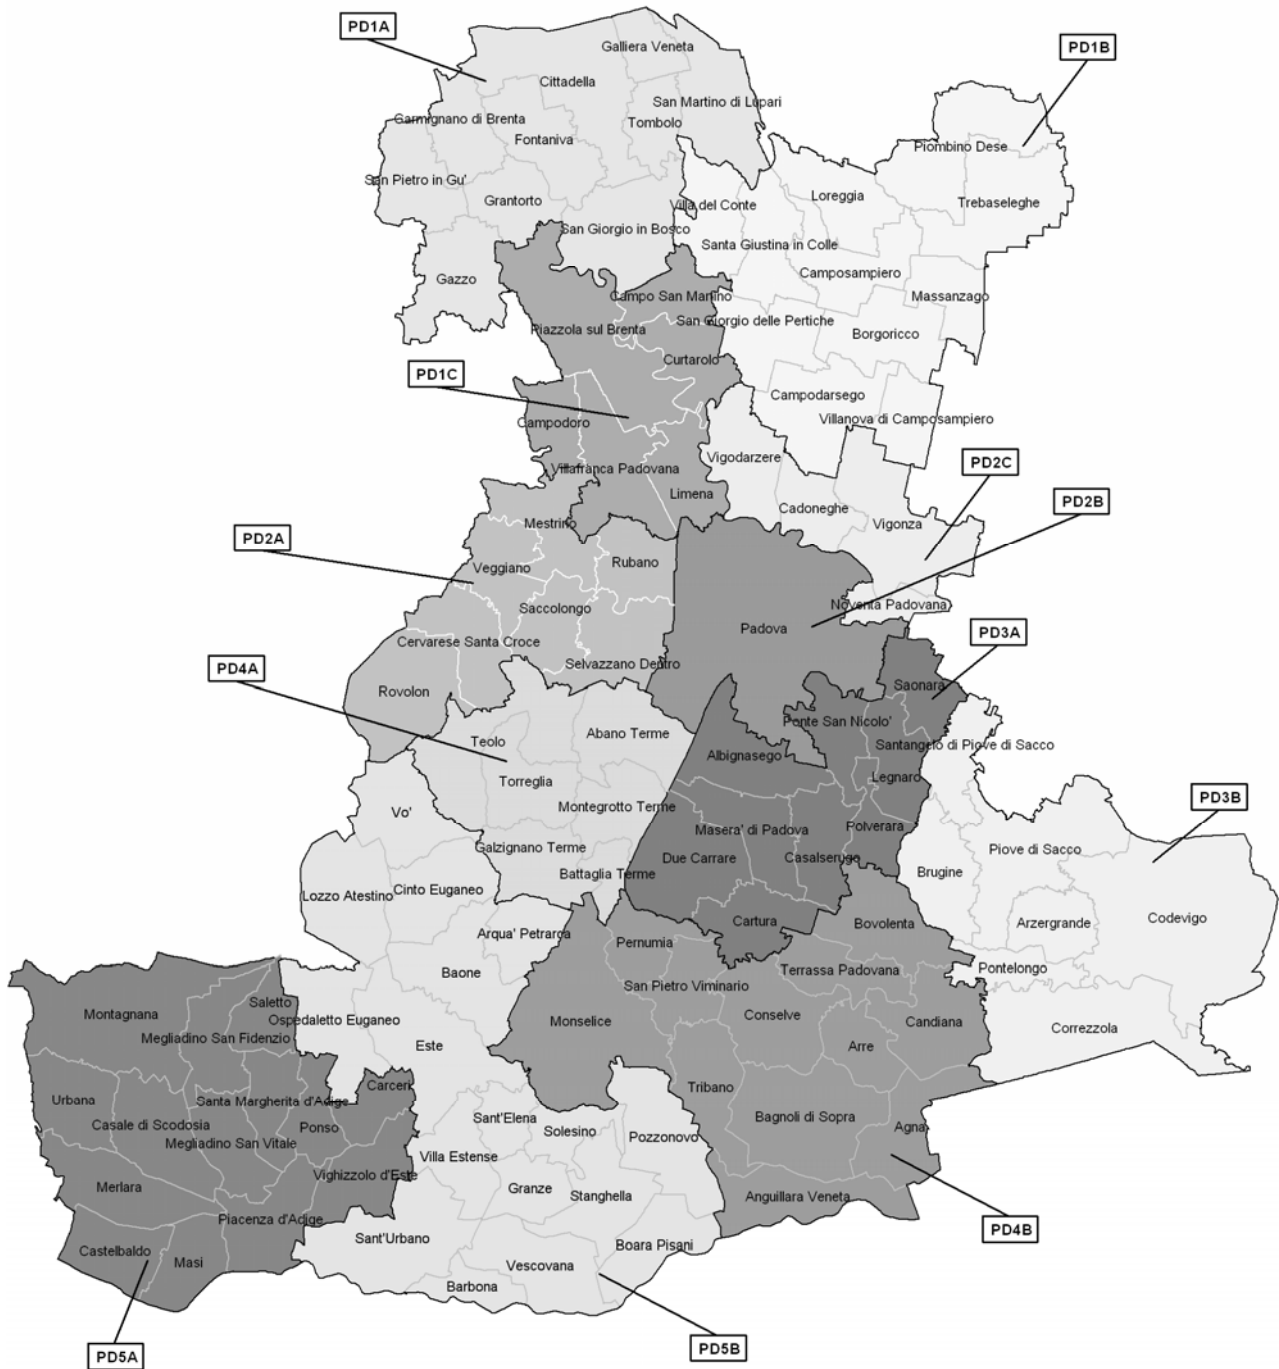 PD1A
Galliera Veneta
PD1B
Cittadella
San Martino di Lupari
Garmignano di Brenta
Tombolo
Fontaniva
Piombino Dese
San Pietro in Gu'
Grantorto
Loreggia
Trebaseleghe
Villa del Conte
San Giorgio in Bosco
Santa Giustina in Colle
Gazzo
Camposampiero
Campo San Martino
Massanzago
San Giorgio delle Pertiche
Piazzola sul Brenta
Borgoricco
Curtarolo
PD1C
Campodarsego
Campodoro
Villanova di Camposampiero
Vigodarzere
PD2C
Villafranca Padovana
Limena
PD2B
Cadoneghe
Mestrino
Vigonza
PD2A
Rubano
Veggiano
Saccolongo
Noventa Padovana
Padova
PD3A
Cervarese Santa Croce
PD4A
Selvazzano Dentro
Saonara
Rovolon
Ponte San Nicolo'
Abano Terme
Teolo
Santangelo di Piove di Sacco
Albignasego
Legnaro
Torreglia
PD3B
Montegrotto Terme
Vo'
Masera' di Padova
Polverara
Galzignano Terme
Piove di Sacco
Due Carrare
Casalserugo
Battaglia Terme
Brugine
Cinto Euganeo
Lozzo Atestino
Codevigo
Cartura
Bovolenta
Arzergrande
Arqua' Petrarca
Pernumia
Pontelongo
Baone
Terrassa Padovana
San Pietro Viminario
Saletto
Montagnana
Conselve
Ospedaletto Euganeo
Monselice
Candiana
Correzzola
Megliadino San Fidenzio
Este
Arre
Carceri
Tribano
Urbana
Santa Margherita d'Adige
Bagnoli di Sopra
Sant'Elena
Casale di Scodosia
Ponso
Agna
Solesino
Pozzonovo
Megliadino San Vitale
Villa Estense
Vighizzolo d'Este
Merlara
Granze
Stanghella
Anguillara Veneta
Piacenza d'Adige
PD4B
Sant'Urbano
Boara Pisani
Castelbaldo
Masi
Vescovana
Barbona
PD5B
PD5A